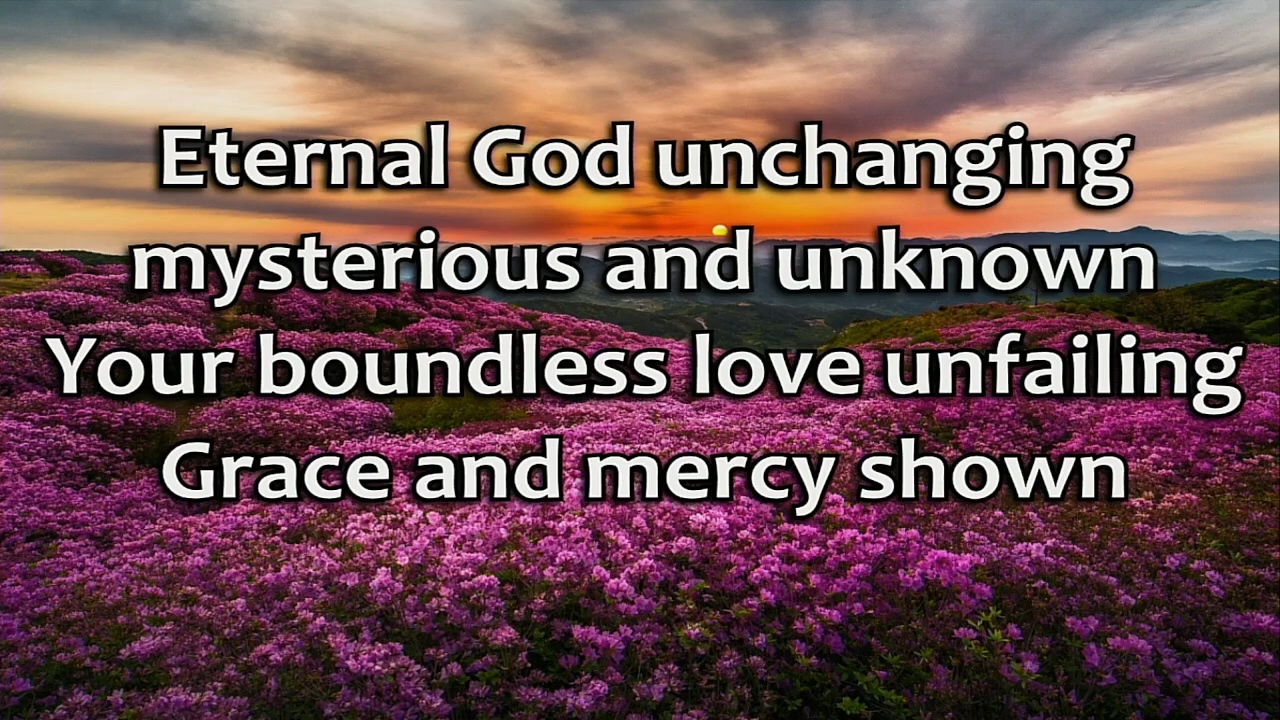 Eternal God unchanging
mysterious and unknown
Your boundless love unfailing
Grace and mercy shown